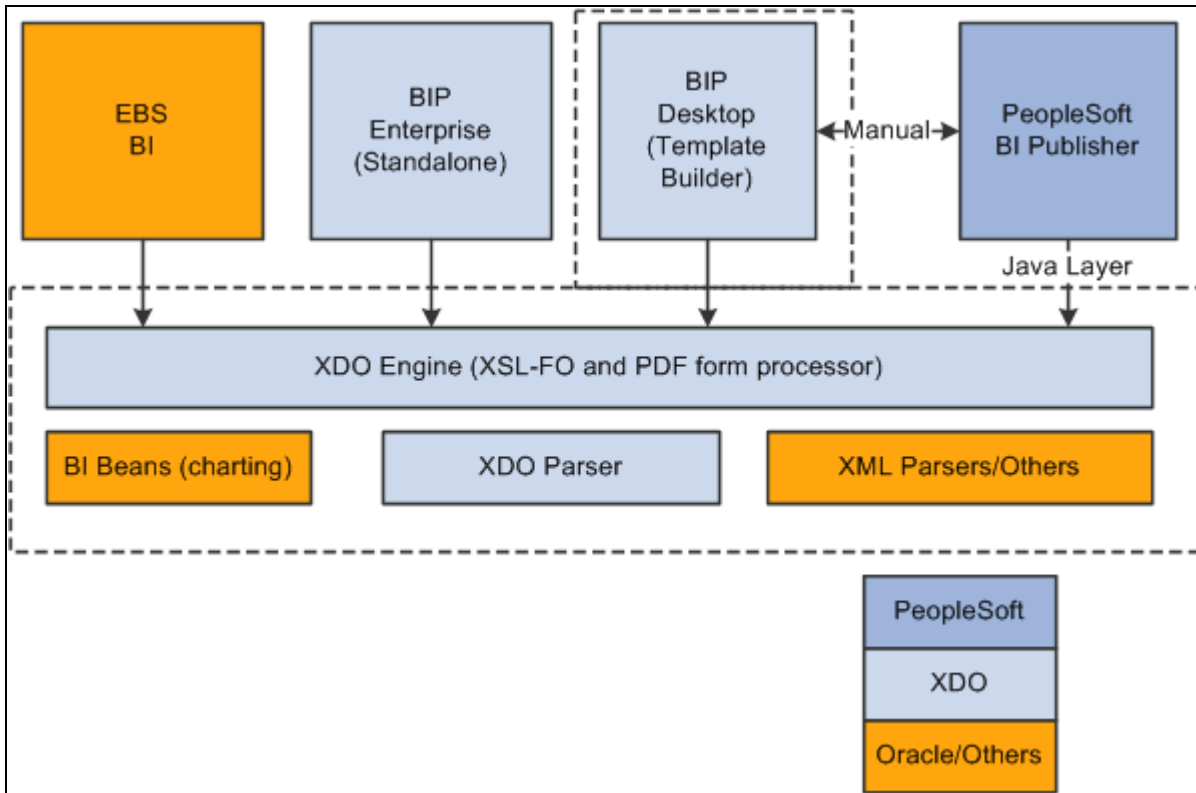 EBS
BI
BIP
Enterprise
(Standalone)
BIP
Desktop
(Template
Builder)
Manual
PeopleSoft
BI Publisher
Java Layer
XDO Engine (XSL-FO and PDF form processor)
BI Beans (charting)
XDO Parser
XML Parsers/Others
PeopleSoft
XDO
Oracle/Others